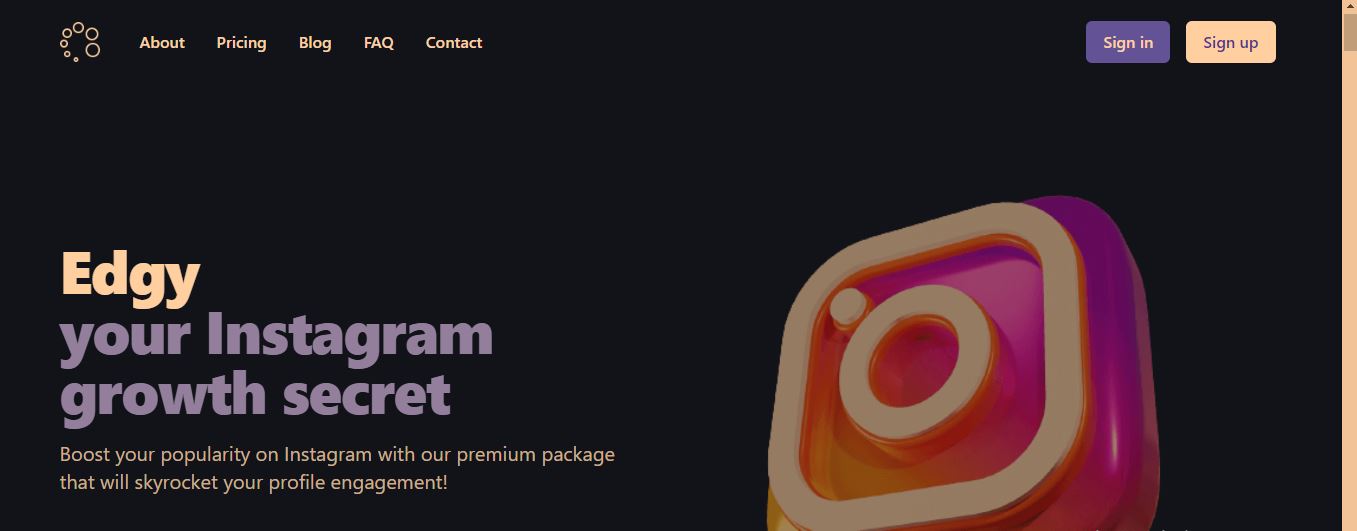 About Pricing Blog FAQ Contact Sign in Sign up
Edgy
your Instagram
growth secret
Boost your popularity on Instagram with our premium package
that will skyrocket your profile engagement!